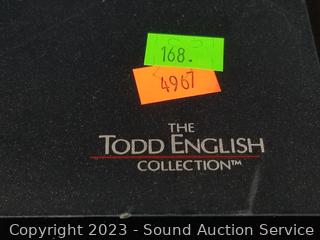 168.
4967
THE
TODD ENGLISH
COLLECTION™
Copyright 2023 - Sound Auction Service